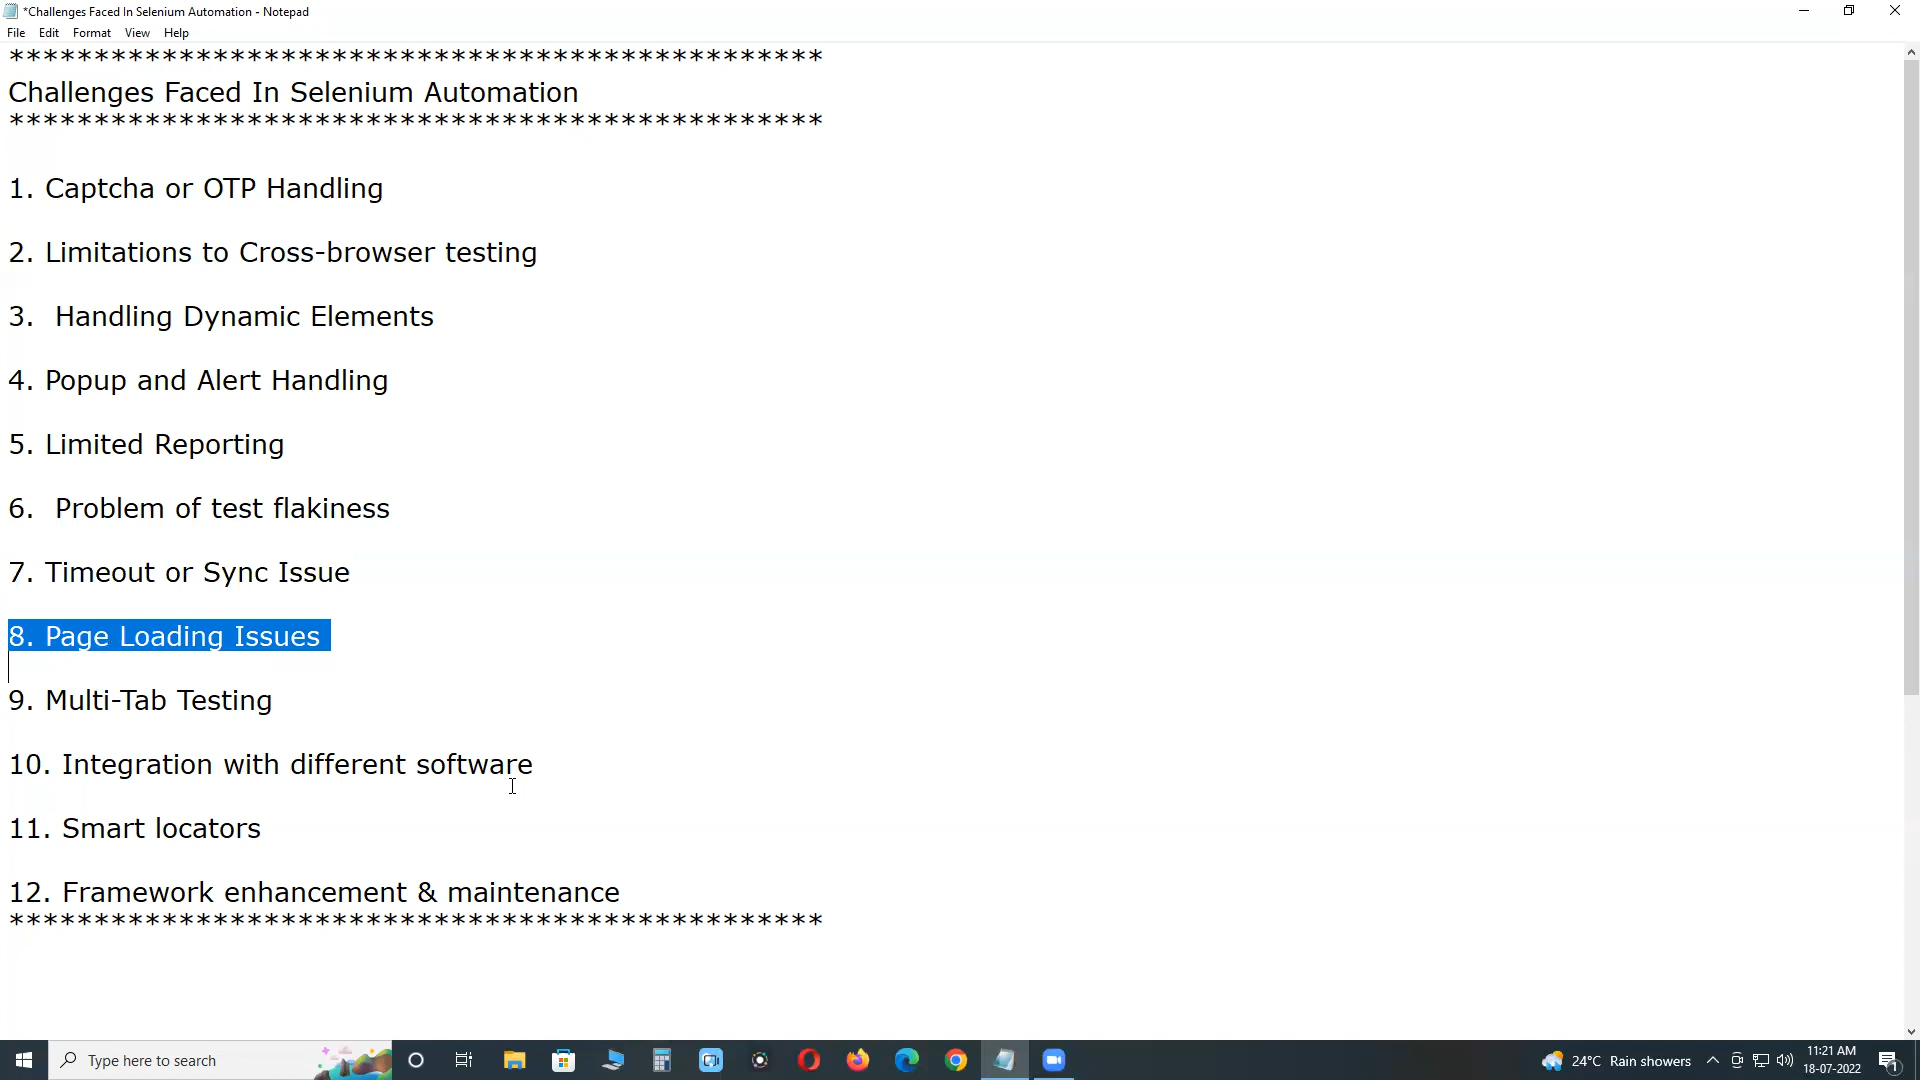 *Challenges Faced In Selenium Automation - Notepad
File Edit Format View Help
************************************************
Challenges Faced In Selenium Automation
************************************************
1. Captcha or OTP Handling
2. Limitations to Cross-browser testing
3.  Handling Dynamic Elements
4. Popup and Alert Handling
5. Limited Reporting
6.  Problem of test flakiness
7. Timeout or Sync Issue
8. Page Loading Issues
9. Multi-Tab Testing
10. Integration with different software
11. Smart locators
12. Framework enhancement & maintenance
************************************************
Type here to search
24°C Rain showers
11:21 AM
18-07-2022
1